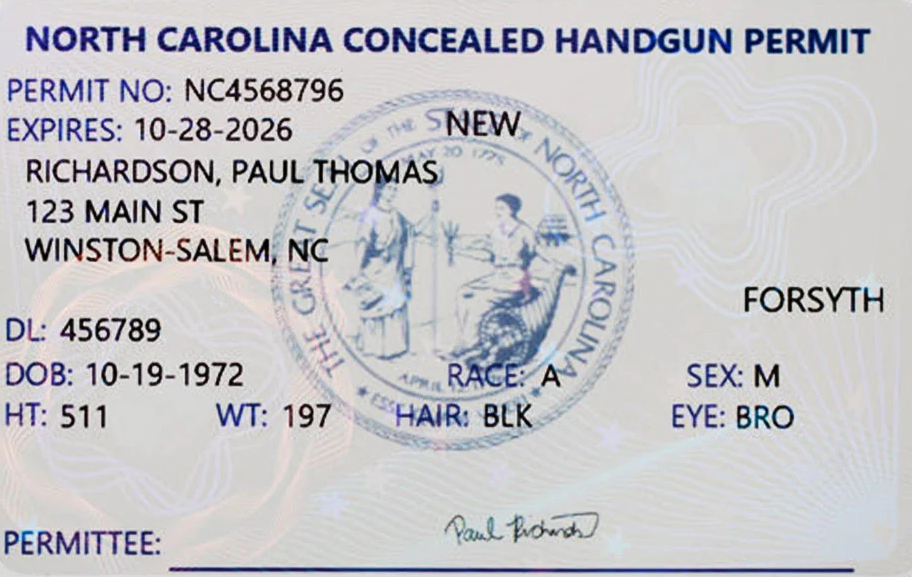 NORTH CAROLINA CONCEALED HANDGUN PERMIT
PERMIT NO: NC4568796
EXPIRES: 10-28-2026 NEW
RICHARDSON, PAUL THOMAS
123 MAIN ST
WINSTON-SALEM, NC
FORSYTH
DL: 456789
DOB: 10-19-1972 RACE: A SEX: M
HT: 511 WT: 197 HAIR: BLK EYE: BRO
PERMITTEE: Paul Richards
THE GREAT SEAL OF THE STATE OF NORTH CAROLINA
MAY 20 1775
APRIL